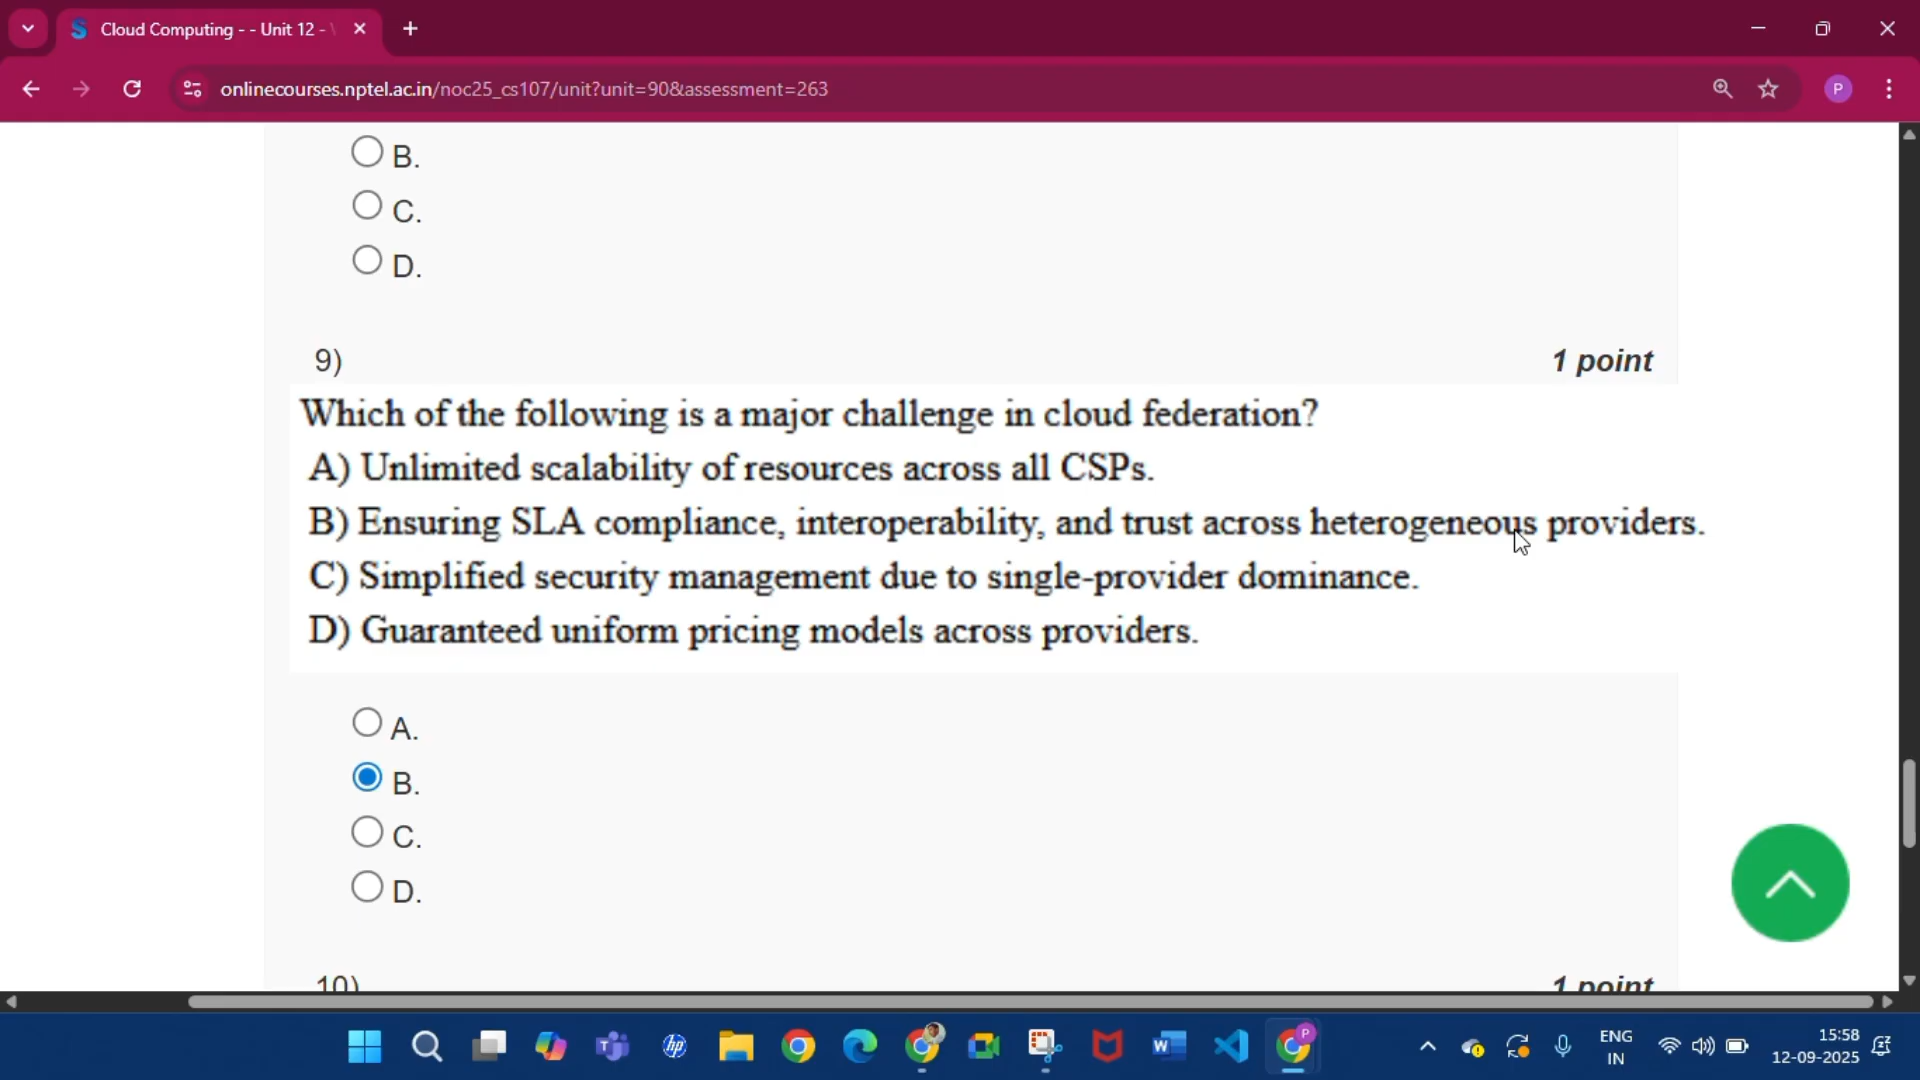 Cloud Computing - - Unit 12 -
onlinecourses.nptel.ac.in/noc25_cs107/unit?unit=90&assessment=263
P
B.
C.
D.
9)
1 point
Which of the following is a major challenge in cloud federation?
A) Unlimited scalability of resources across all CSPs.
B) Ensuring SLA compliance, interoperability, and trust across heterogeneous providers.
C) Simplified security management due to single-provider dominance.
D) Guaranteed uniform pricing models across providers.
A.
B.
C.
D.
10)
1 point
ENG
IN
15:58
12-09-2025